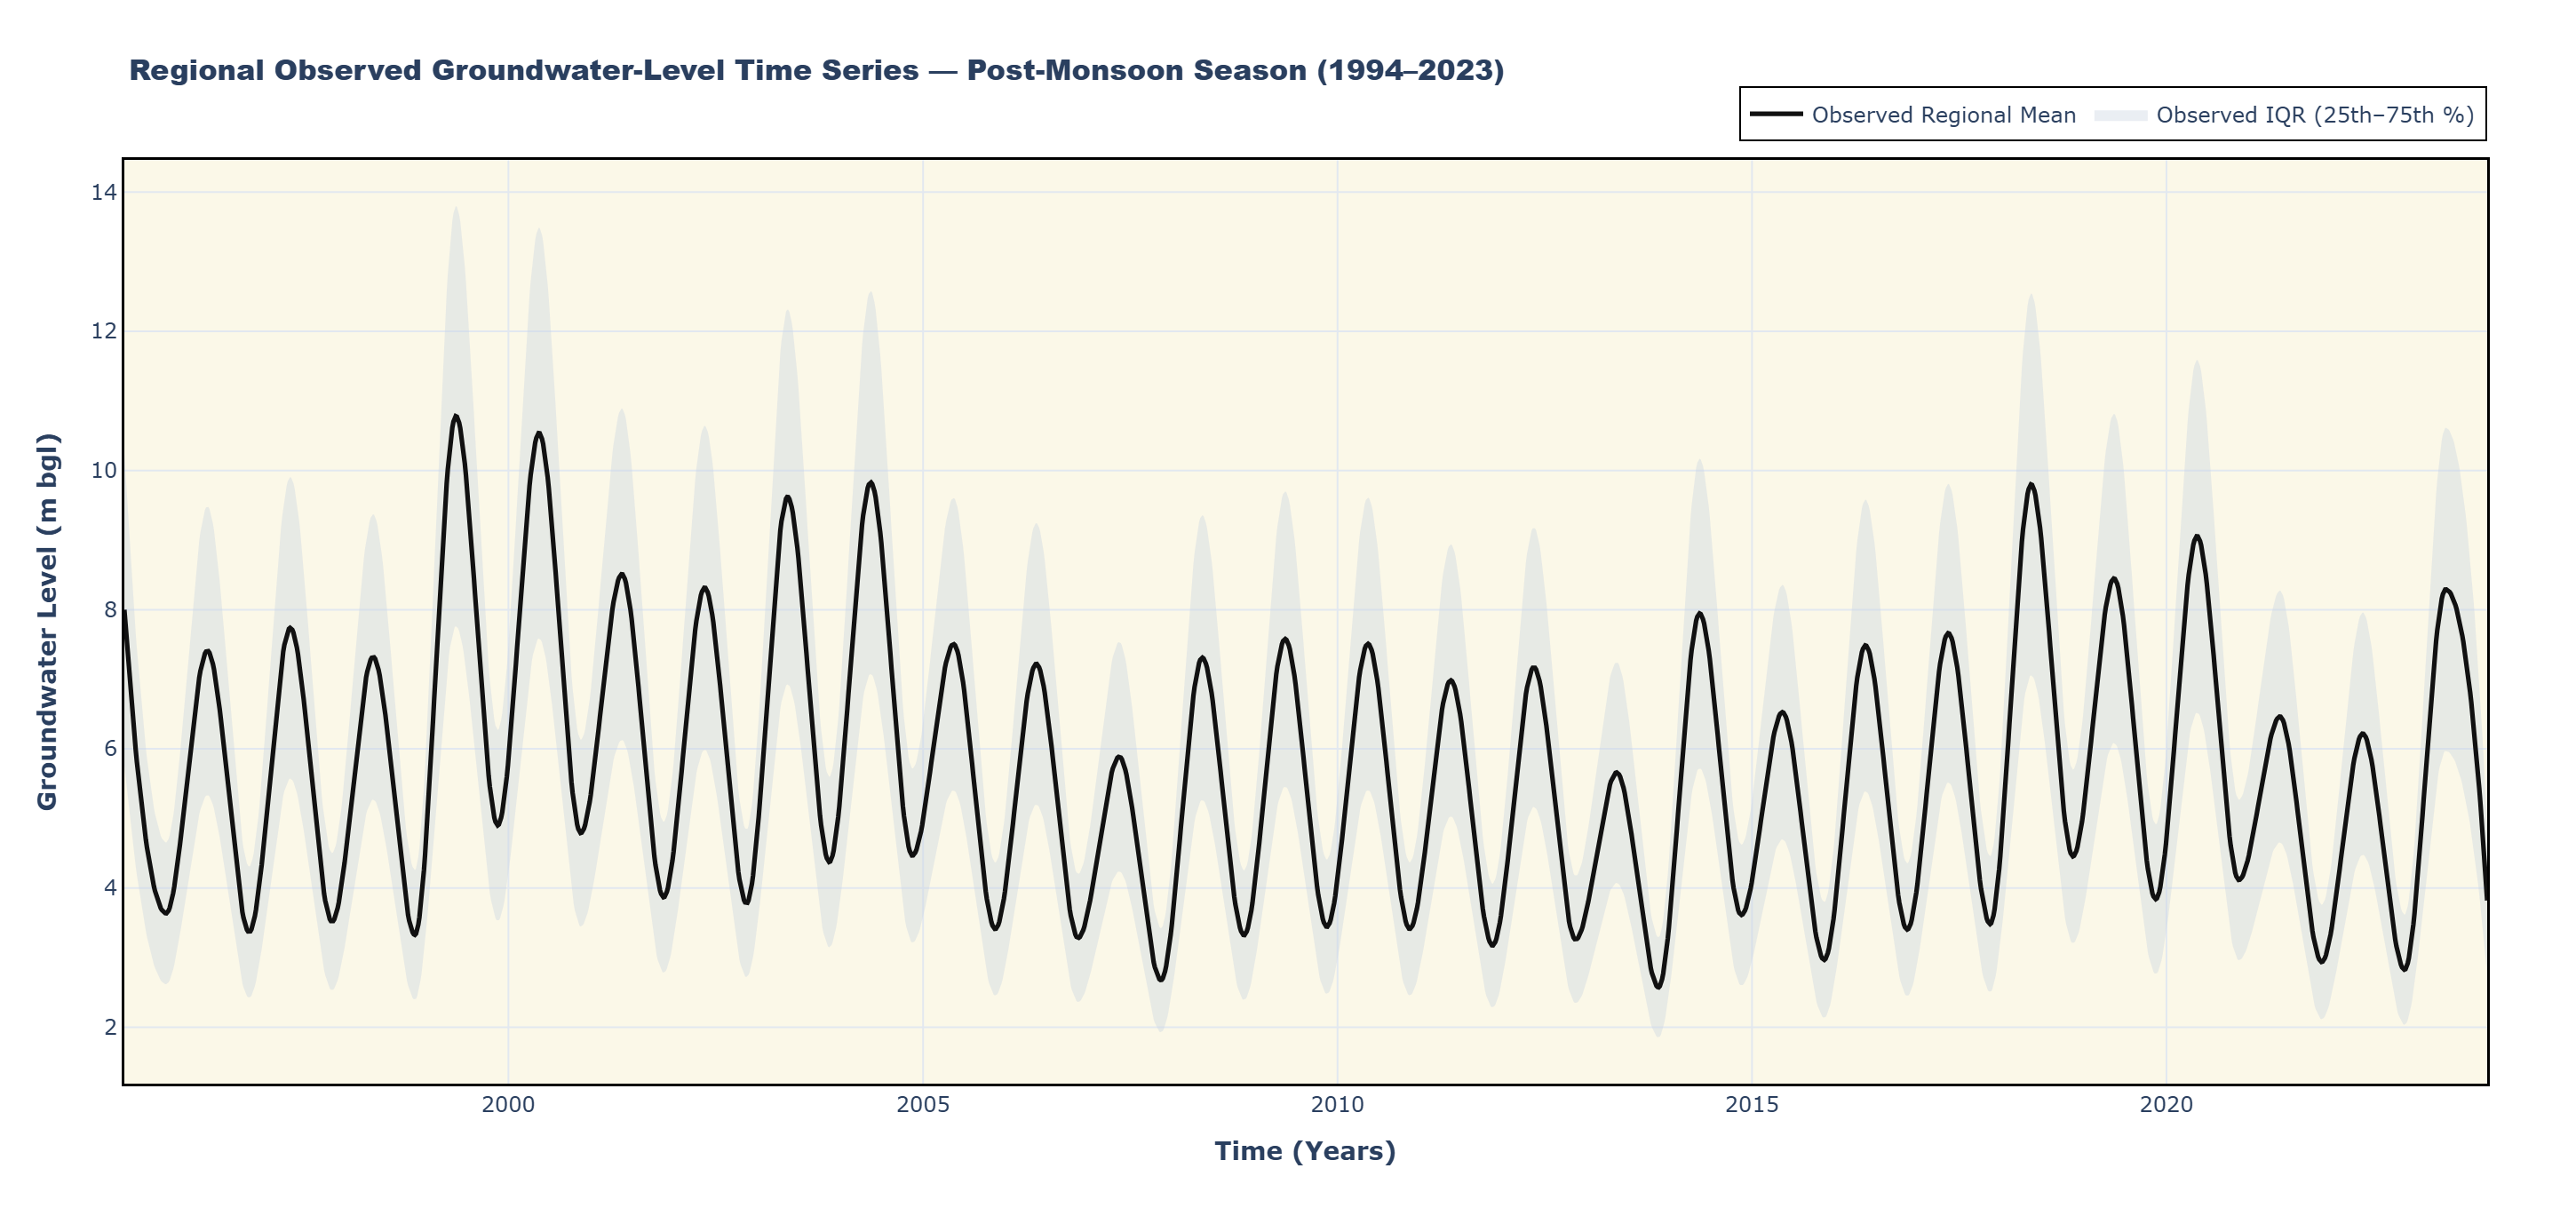 Regional Observed Groundwater-Level Time Series — Post-Monsoon Season (1994–2023)
Observed Regional Mean
Observed IQR (25th–75th %)
Groundwater Level (m bgl)
14
12
10
8
6
4
2
2000
2005
2010
2015
2020
Time (Years)